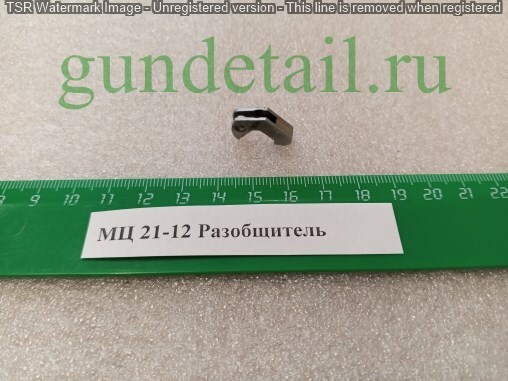 TSR Watermark Image - Unregistered version - This line is removed when registered
gundetail.ru
9 10 11 12 13 14 15 16 17 18 19 20 21 22
МЦ 21-12 Разобщитель